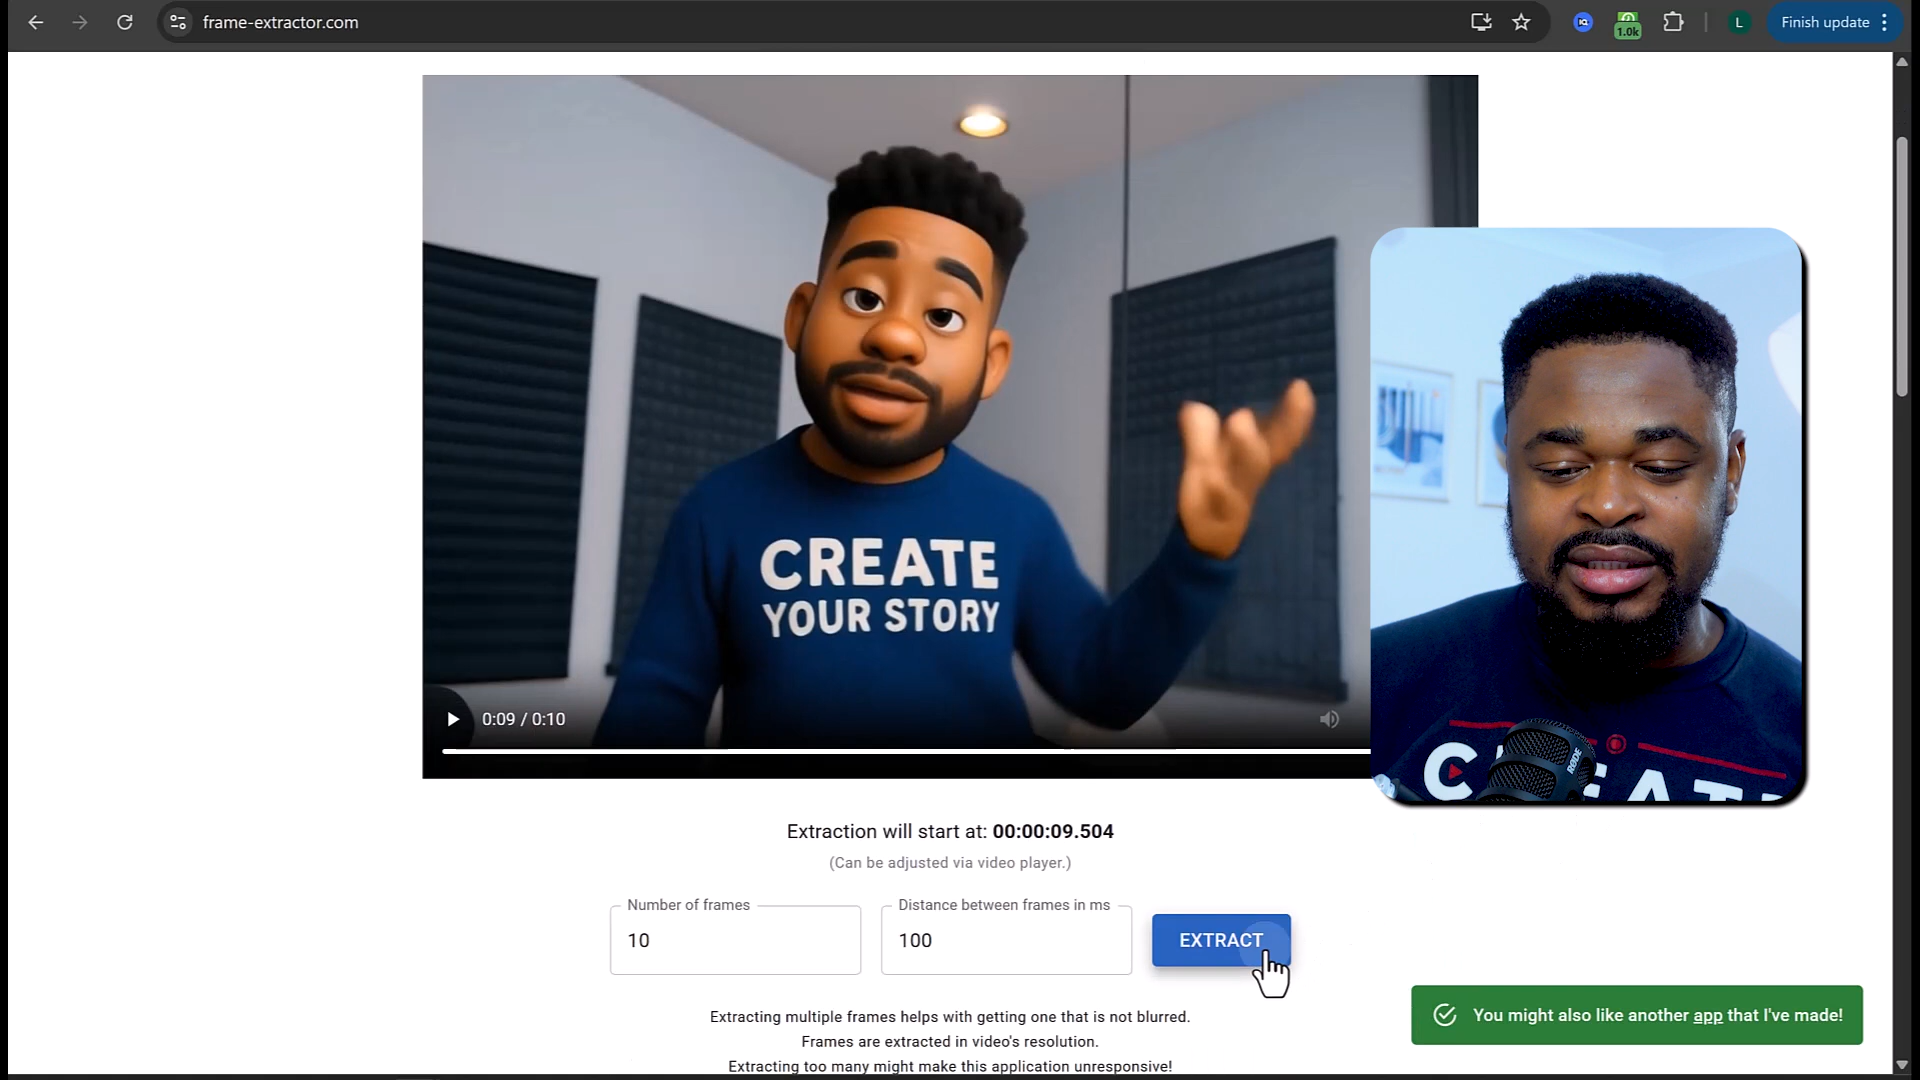 frame-extractor.com
1.0k
L
Finish update
CREATE
YOUR STORY
0:09 / 0:10
RØDE
Extraction will start at: 00:00:09.504
(Can be adjusted via video player.)
Number of frames
10
Distance between frames in ms
100
EXTRACT
Extracting multiple frames helps with getting one that is not blurred.
Frames are extracted in video's resolution.
Extracting too many might make this application unresponsive!
You might also like another app that I've made!